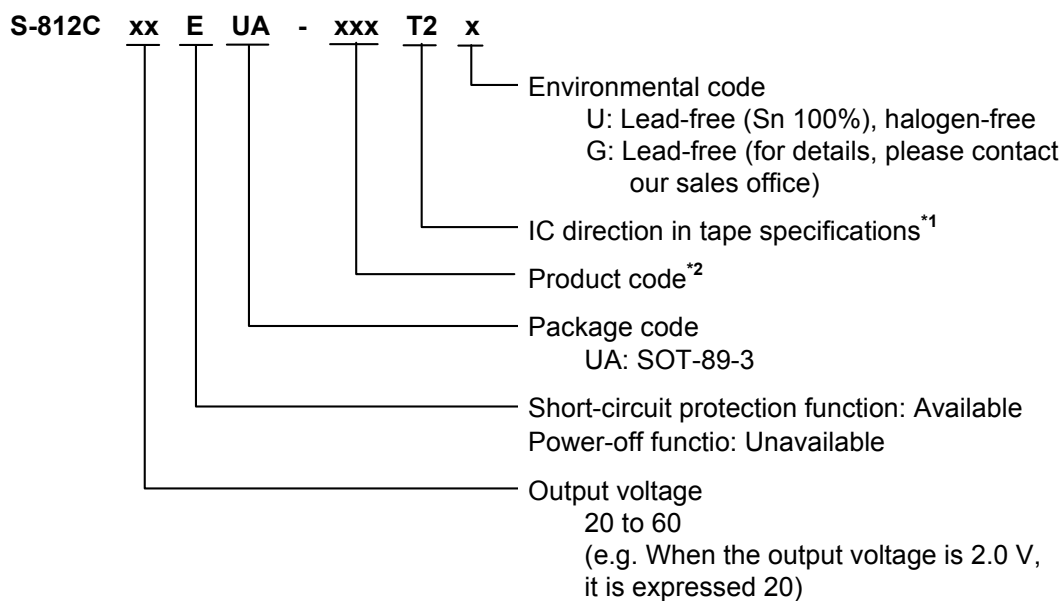 S-812C xx E UA - xxx T2 x
Environmental code
U: Lead-free (Sn 100%), halogen-free
G: Lead-free (for details, please contact
our sales office)
IC direction in tape specifications*1
Product code*2
Package code
UA: SOT-89-3
Short-circuit protection function: Available
Power-off functio: Unavailable
Output voltage
20 to 60
(e.g. When the output voltage is 2.0 V,
it is expressed 20)